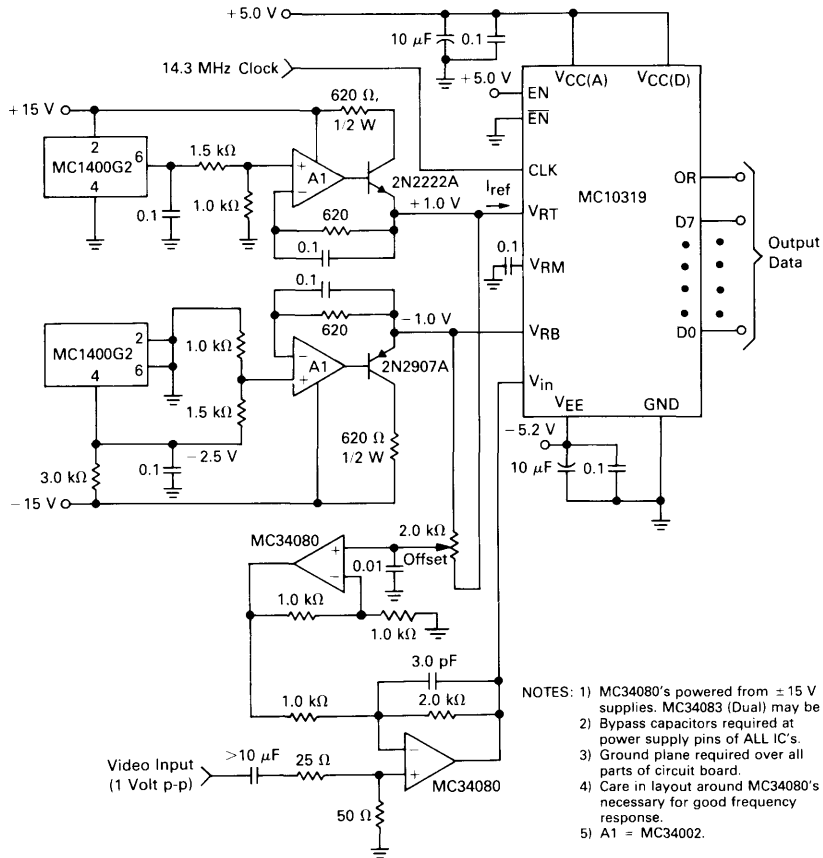 +5.0 V
10 μF
0.1
14.3 MHz Clock
+5.0 V
VCC(A)
VCC(D)
EN
EN
CLK
MC10319
OR
D7
D0
Output
Data
+15 V
620 Ω,
1/2 W
MC1400G2
2
6
4
1.5 kΩ
0.1
1.0 kΩ
+
−
A1
2N2222A
Iref
+1.0 V
VRT
620
0.1
0.1
VRM
0.1
620
−1.0 V
VRB
MC1400G2
2
6
4
1.0 kΩ
−
+
A1
2N2907A
Vin
1.5 kΩ
VEE
GND
−5.2 V
−2.5 V
620 Ω
1/2 W
10 μF
0.1
3.0 kΩ
0.1
−15 V
MC34080
2.0 kΩ
+
−
Offset
0.01
1.0 kΩ
1.0 kΩ
3.0 pF
1.0 kΩ
2.0 kΩ
Video Input
(1 Volt p-p)
>10 μF
25 Ω
−
+
MC34080
50 Ω
NOTES: 1) MC34080's powered from ±15 V
supplies. MC34083 (Dual) may be
2) Bypass capacitors required at
power supply pins of ALL IC's.
3) Ground plane required over all
parts of circuit board.
4) Care in layout around MC34080's
necessary for good frequency
response.
5) A1 = MC34002.